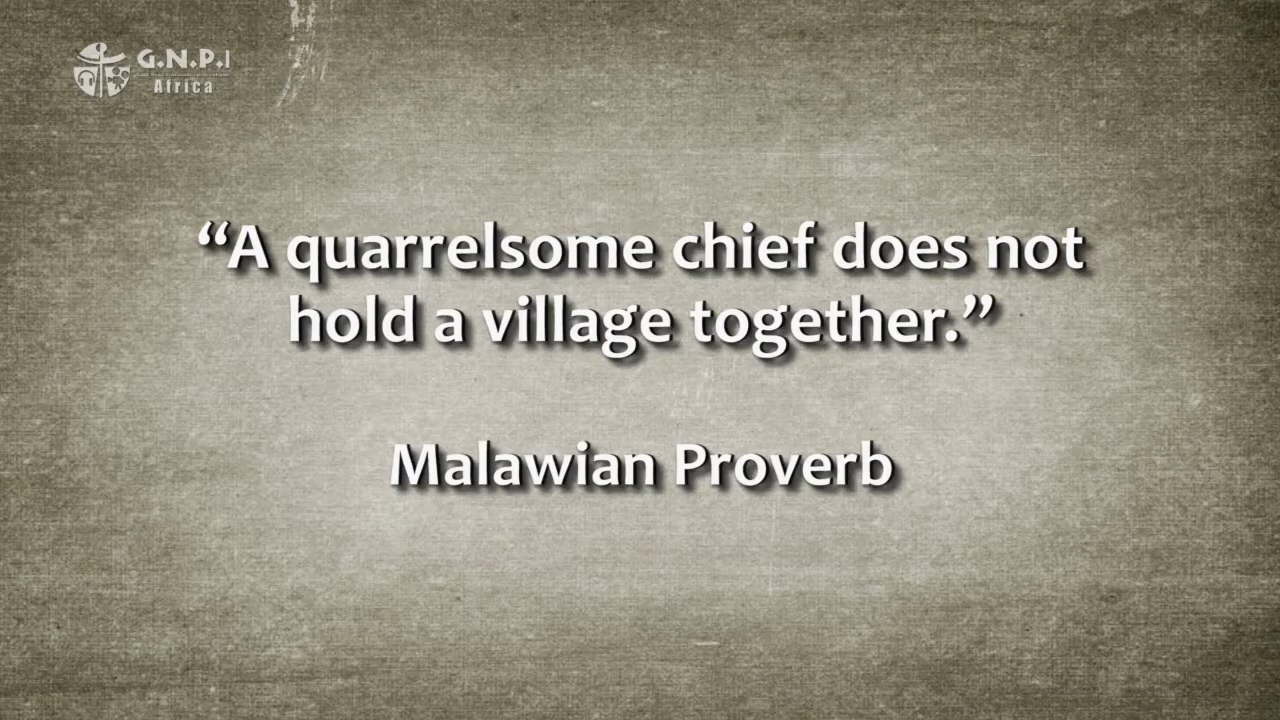 G.N.P.I
Africa
“A quarrelsome chief does not
hold a village together.”
Malawian Proverb